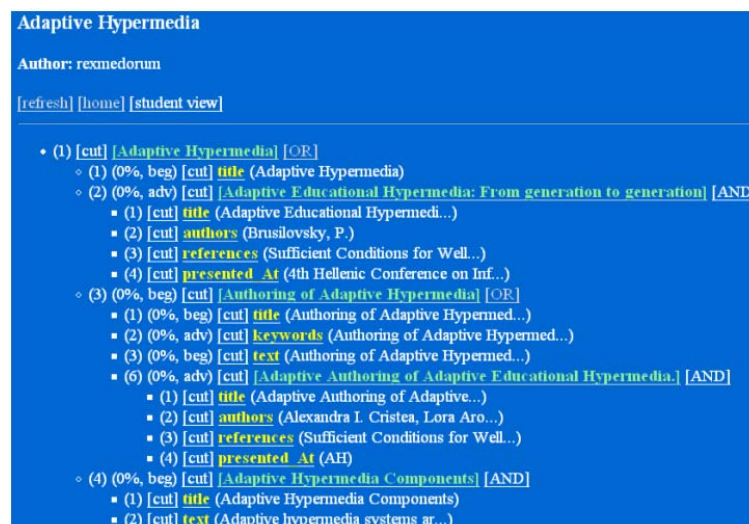 Adaptive Hypermedia
Author: rexmedorum
[refresh] [home] [student view]
• (1) [cut] [Adaptive Hypermedia] [OR]
◦ (1) (0%, beg) [cut] title (Adaptive Hypermedia)
◦ (2) (0%, adv) [cut] [Adaptive Educational Hypermedia: From generation to generation] [AND
▪ (1) [cut] title (Adaptive Educational Hypermedi...)
▪ (2) [cut] authors (Brusilovsky, P.)
▪ (3) [cut] references (Sufficient Conditions for Well...)
▪ (4) [cut] presented_At (4th Hellenic Conference on Inf...)
◦ (3) (0%, beg) [cut] [Authoring of Adaptive Hypermedia] [OR]
▪ (1) (0%, beg) [cut] title (Authoring of Adaptive Hypermed...)
▪ (2) (0%, adv) [cut] keywords (Authoring of Adaptive Hypermed...)
▪ (3) (0%, beg) [cut] text (Authoring of Adaptive Hypermed...)
▪ (6) (0%, adv) [cut] [Adaptive Authoring of Adaptive Educational Hypermedia.] [AND]
▪ (1) [cut] title (Adaptive Authoring of Adaptive...)
▪ (2) [cut] authors (Alexandra I. Cristea, Lora Aro...)
▪ (3) [cut] references (Sufficient Conditions for Well...)
▪ (4) [cut] presented_At (AH)
◦ (4) (0%, beg) [cut] [Adaptive Hypermedia Components] [AND]
▪ (1) [cut] title (Adaptive Hypermedia Components)
▪ (2) [cut] text (Adaptive hypermedia systems ar...)